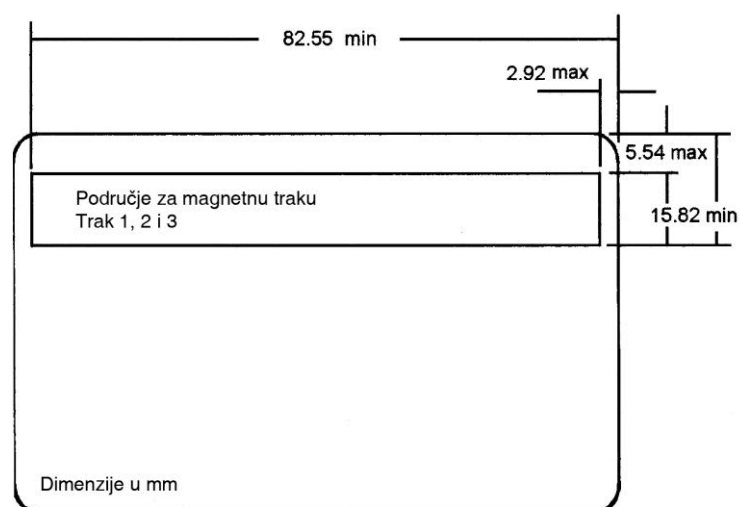 82.55 min
2.92 max
5.54 max
15.82 min
Područje za magnetnu traku
Trak 1, 2 i 3
Dimenzije u mm